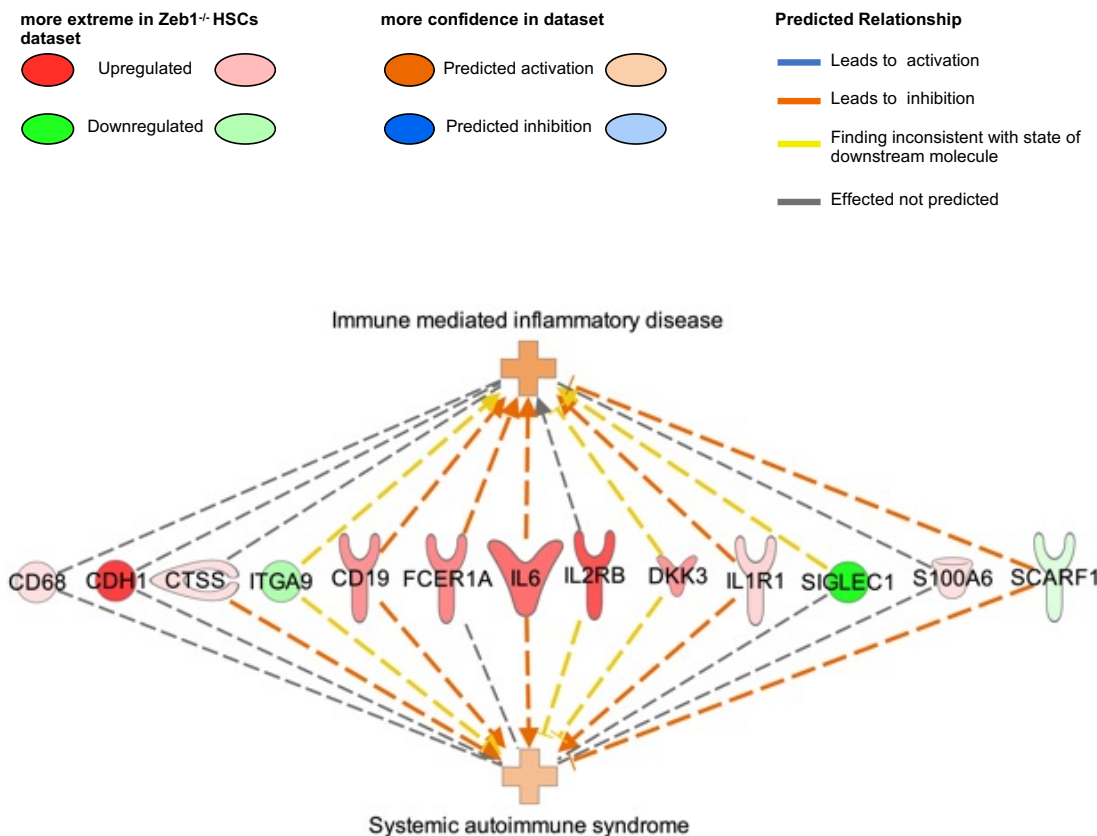 more extreme in Zeb1-/- HSCs
dataset
Upregulated
Downregulated
more confidence in dataset
Predicted activation
Predicted inhibition
Predicted Relationship
Leads to activation
Leads to inhibition
Finding inconsistent with state of
downstream molecule
Effected not predicted
Immune mediated inflammatory disease
CD68 CDH1 CTSS ITGA9 CD19 FCER1A IL6 IL2RB DKK3 IL1R1 SIGLEC1 S100A6 SCARF1
Systemic autoimmune syndrome